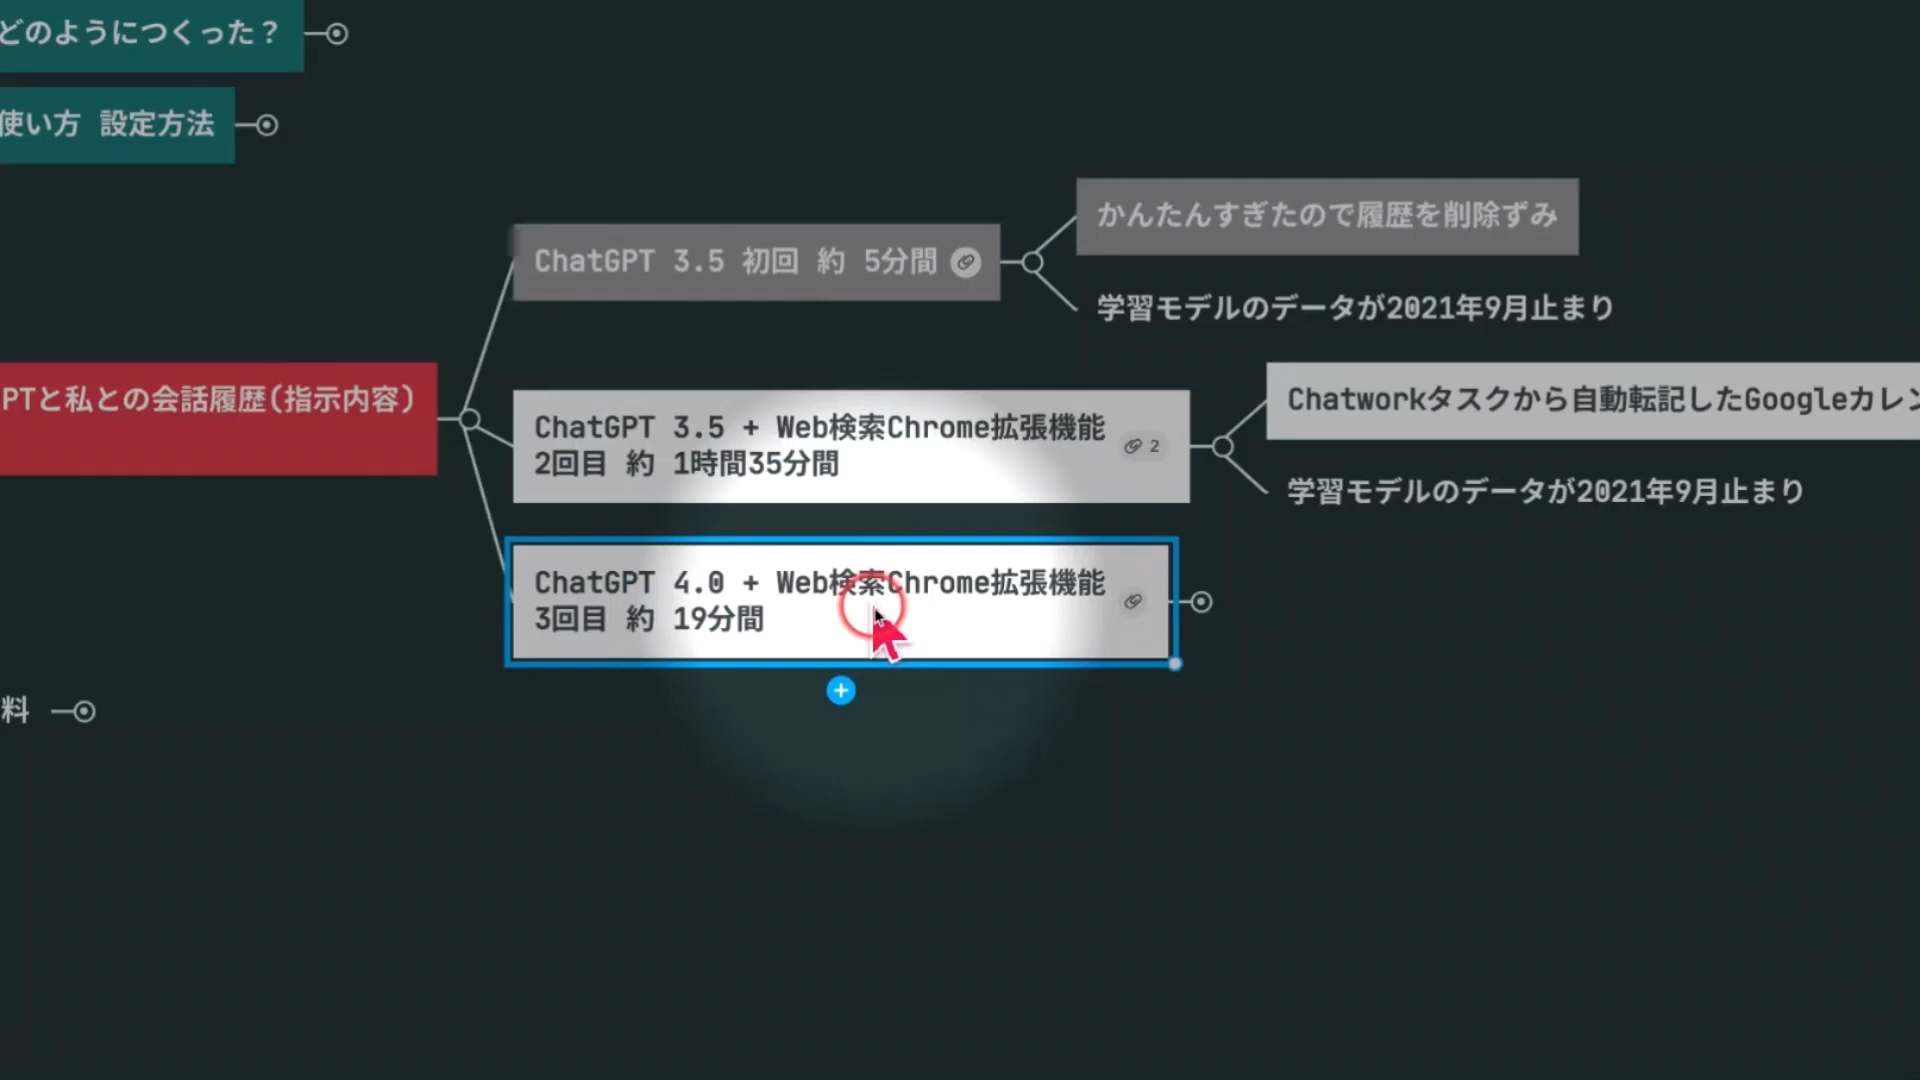 どのようにつくった？
使い方 設定方法
かんたんすぎたので履歴を削除ずみ
ChatGPT 3.5 初回 約 5分間
学習モデルのデータが2021年9月止まり
PTと私との会話履歴(指示内容)
ChatGPT 3.5 + Web検索Chrome拡張機能
2回目 約 1時間35分間
2
Chatworkタスクから自動転記したGoogleカレン
学習モデルのデータが2021年9月止まり
ChatGPT 4.0 + Web検索Chrome拡張機能
3回目 約 19分間
料